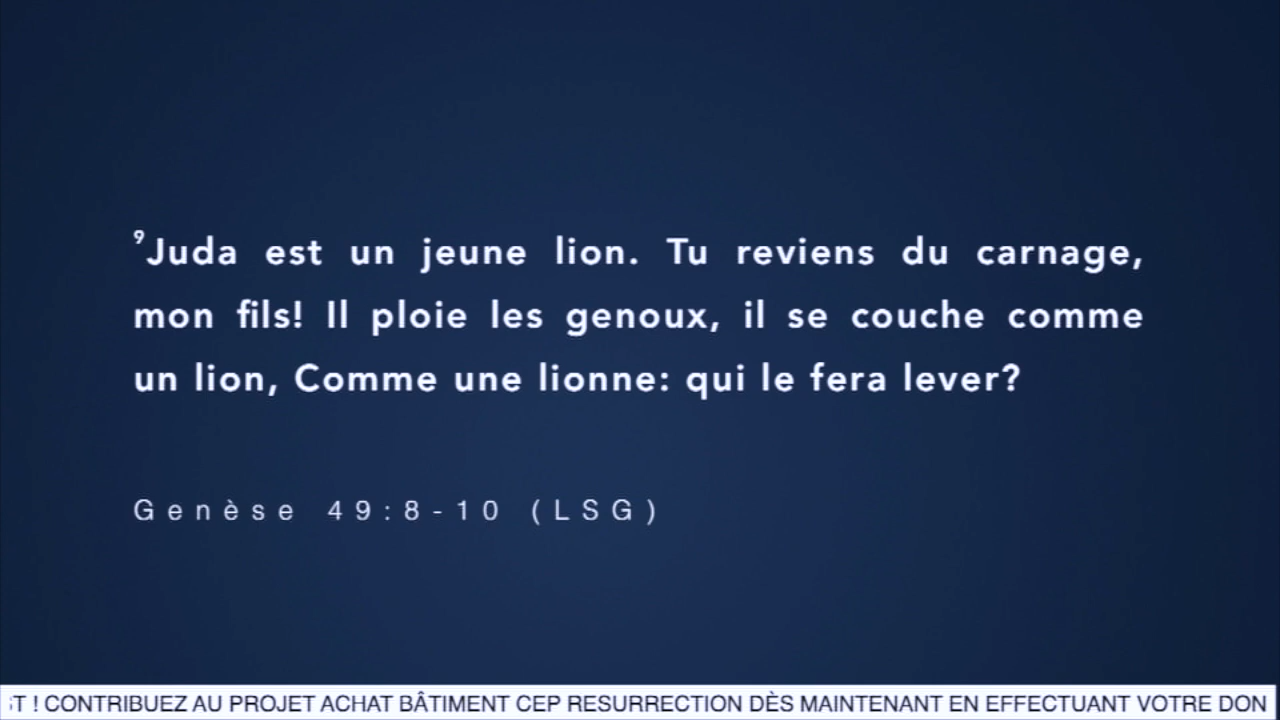 ⁹Juda est un jeune lion. Tu reviens du carnage,
mon fils! Il ploie les genoux, il se couche comme
un lion, Comme une lionne: qui le fera lever?
Genèse 49:8-10 (LSG)
! CONTRIBUEZ AU PROJET ACHAT BÂTIMENT CEP RESURRECTION DÈS MAINTENANT EN EFFECTUANT VOTRE DON